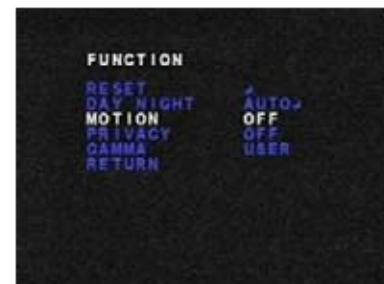 FUNCTION
RESET ↲
DAY NIGHT AUTO↲
MOTION OFF
PRIVACY OFF
GAMMA USER
RETURN